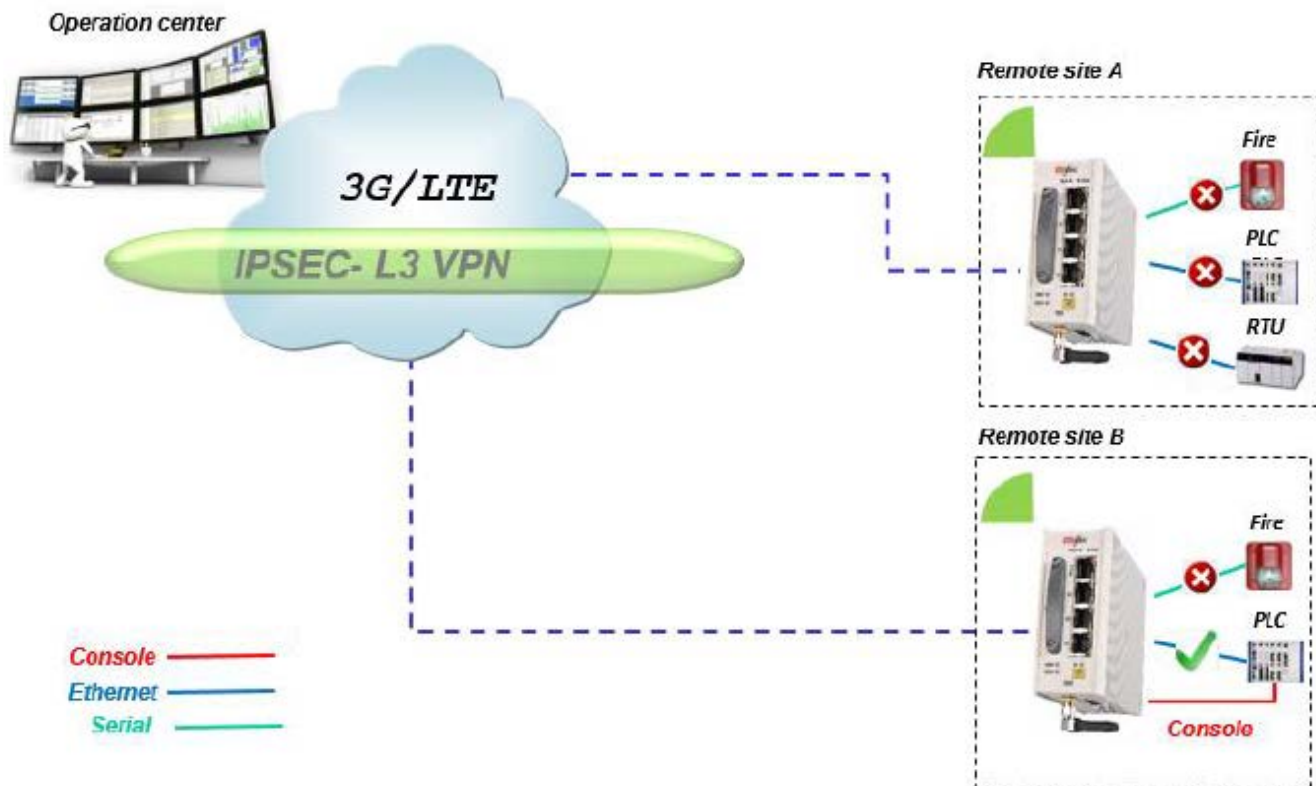 Operation center
3G/LTE
IPSEC- L3 VPN
Remote site A
Fire
PLC
RTU
Remote site B
Fire
PLC
Console
Console
Ethernet
Serial